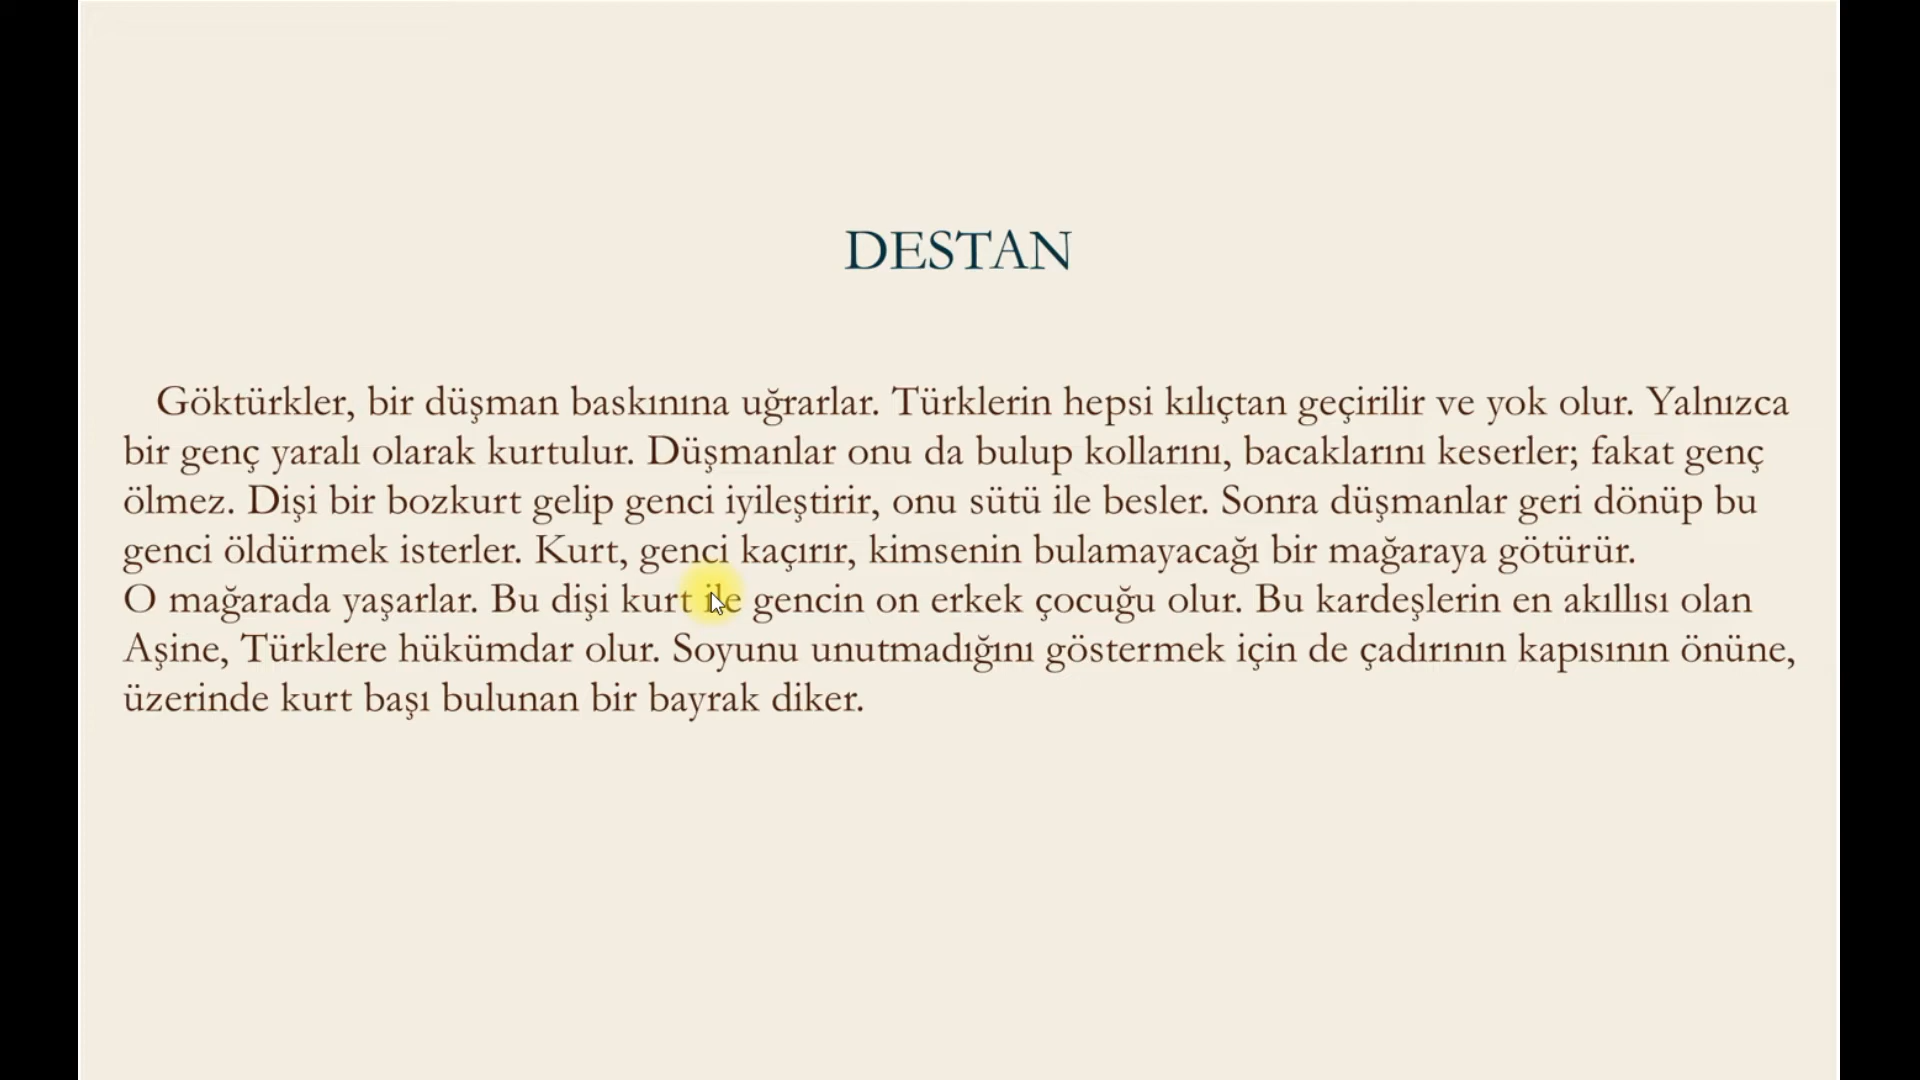 DESTAN
Göktürkler, bir düşman baskınına uğrarlar. Türklerin hepsi kılıçtan geçirilir ve yok olur. Yalnızca
bir genç yaralı olarak kurtulur. Düşmanlar onu da bulup kollarını, bacaklarını keserler; fakat genç
ölmez. Dişi bir bozkurt gelip genci iyileştirir, onu sütü ile besler. Sonra düşmanlar geri dönüp bu
genci öldürmek isterler. Kurt, genci kaçırır, kimsenin bulamayacağı bir mağaraya götürür.
O mağarada yaşarlar. Bu dişi kurt ile gencin on erkek çocuğu olur. Bu kardeşlerin en akıllısı olan
Aşine, Türklere hükümdar olur. Soyunu unutmadığını göstermek için de çadırının kapısının önüne,
üzerinde kurt başı bulunan bir bayrak diker.